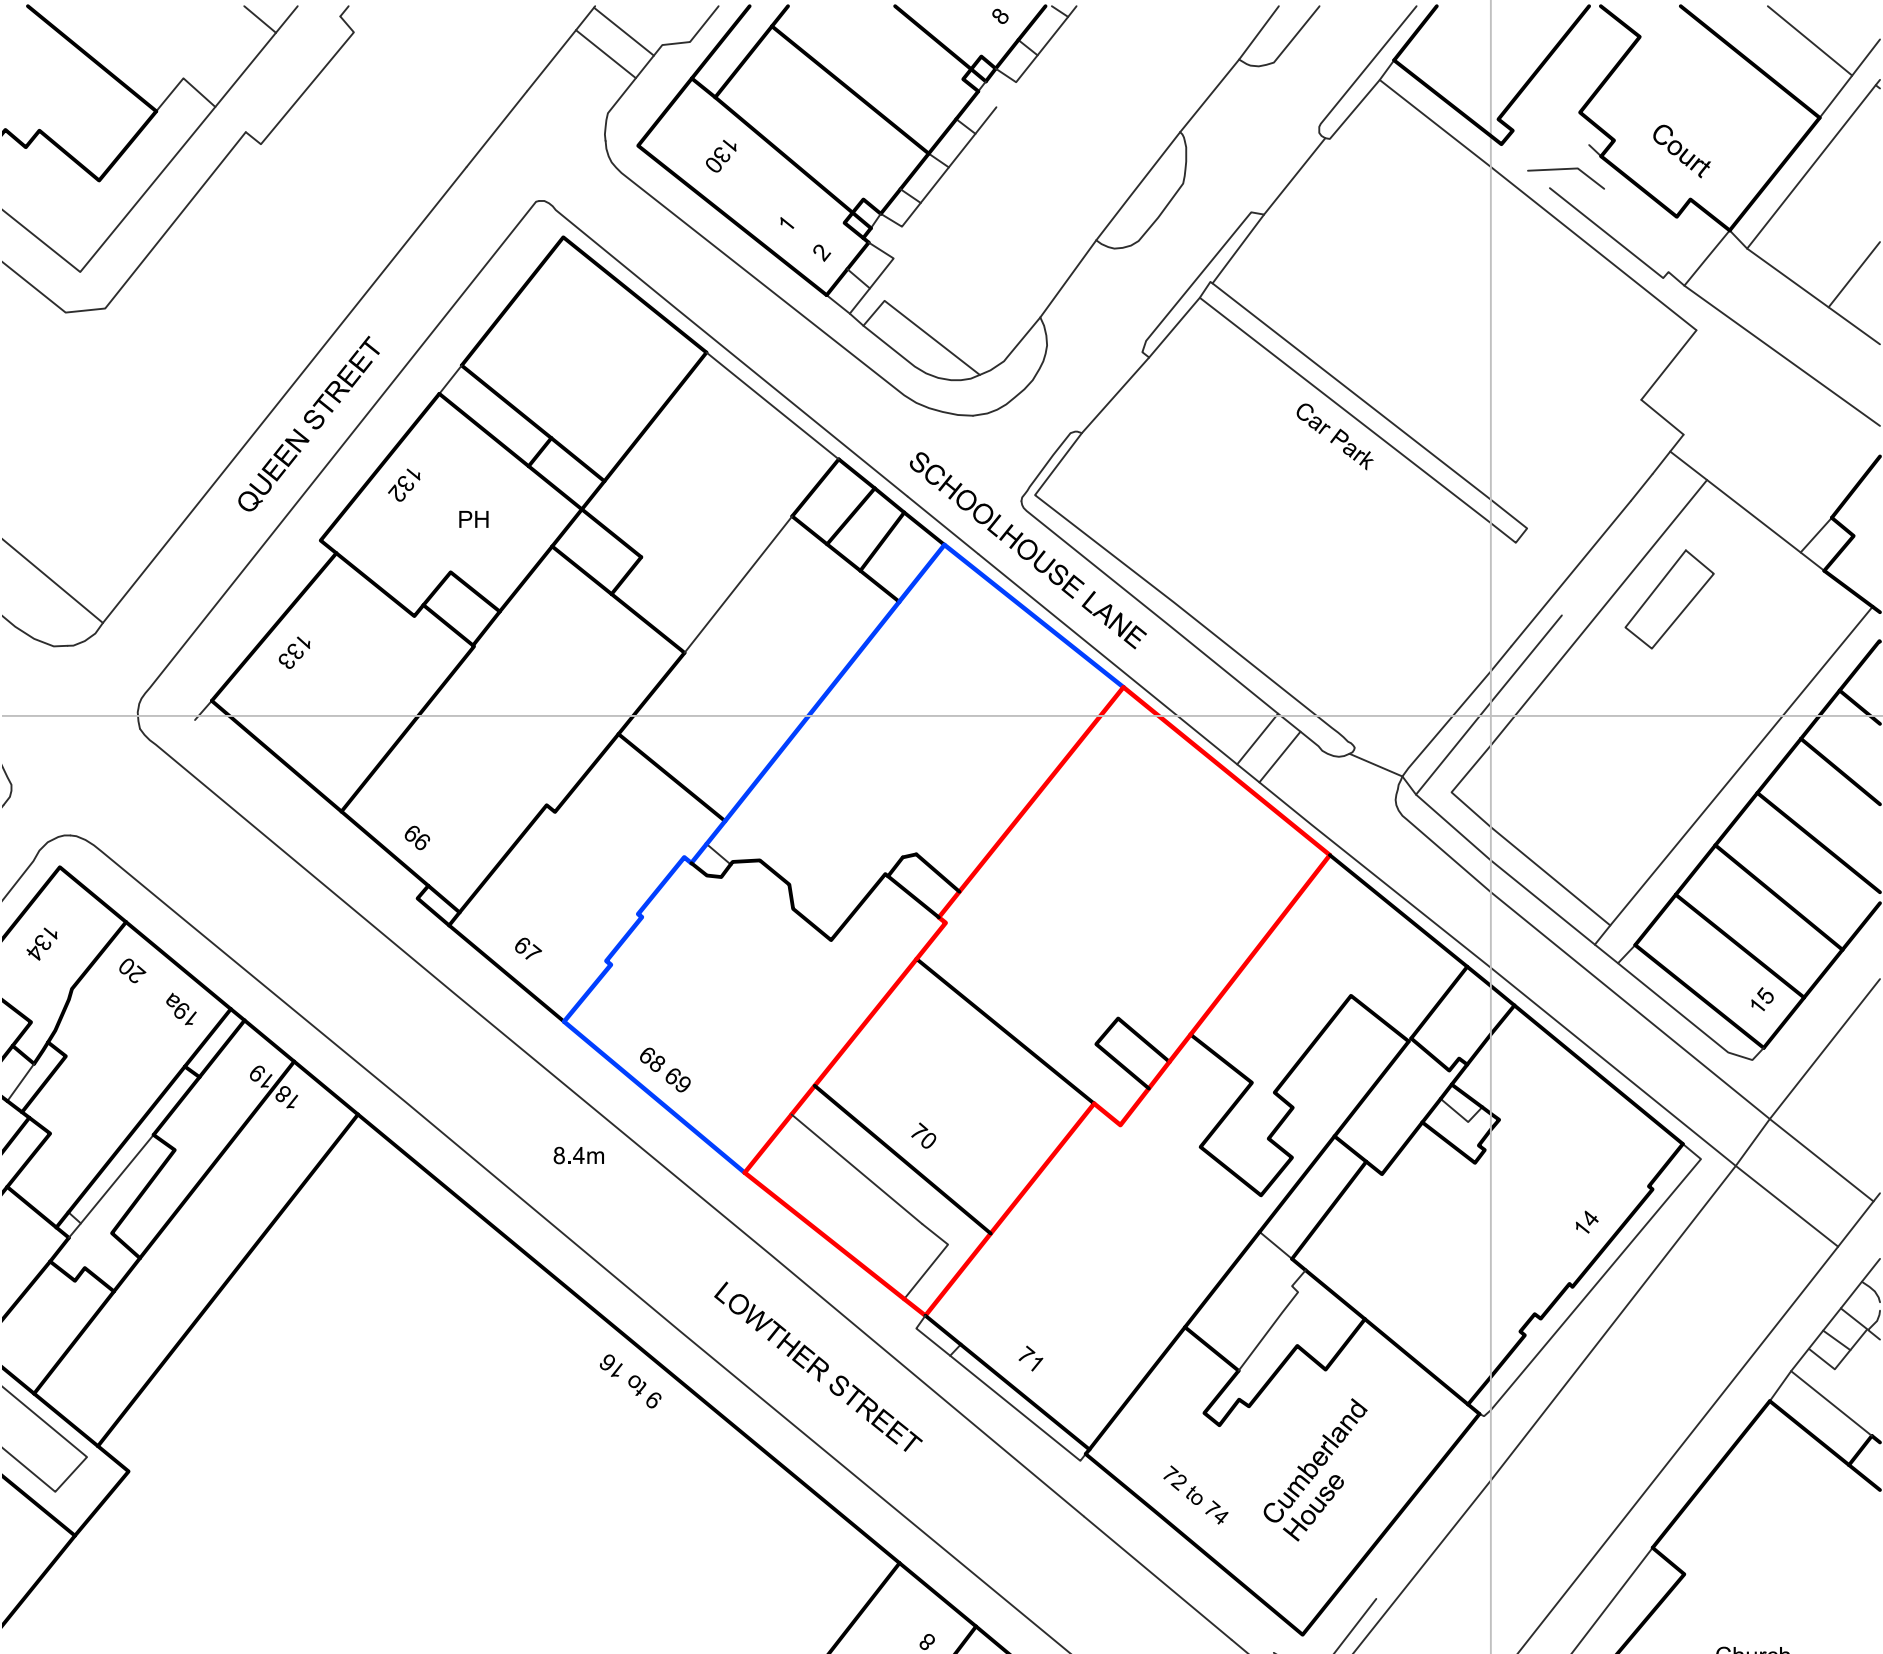 8
130
1
2
Court
QUEEN STREET
132
PH
Car Park
SCHOOLHOUSE LANE
133
66
67
134
20
19a
19
18
68 69
15
70
8.4m
14
LOWTHER STREET
71
9 to 16
Cumberland
House
72 to 74
8
Church